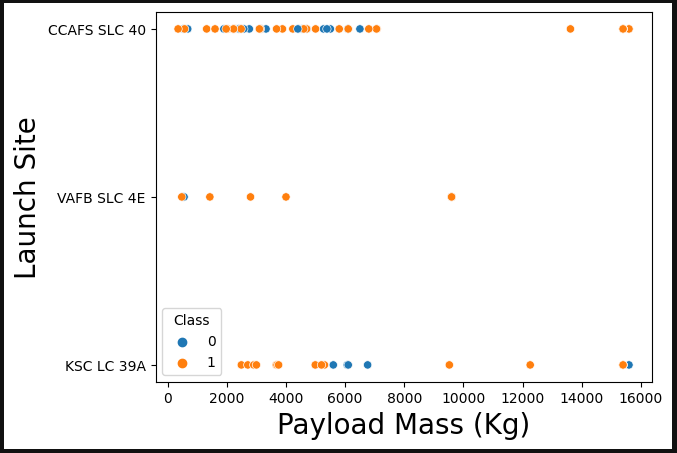 CCAFS SLC 40
VAFB SLC 4E
KSC LC 39A
Launch Site
Class
0
1
0 2000 4000 6000 8000 10000 12000 14000 16000
Payload Mass (Kg)